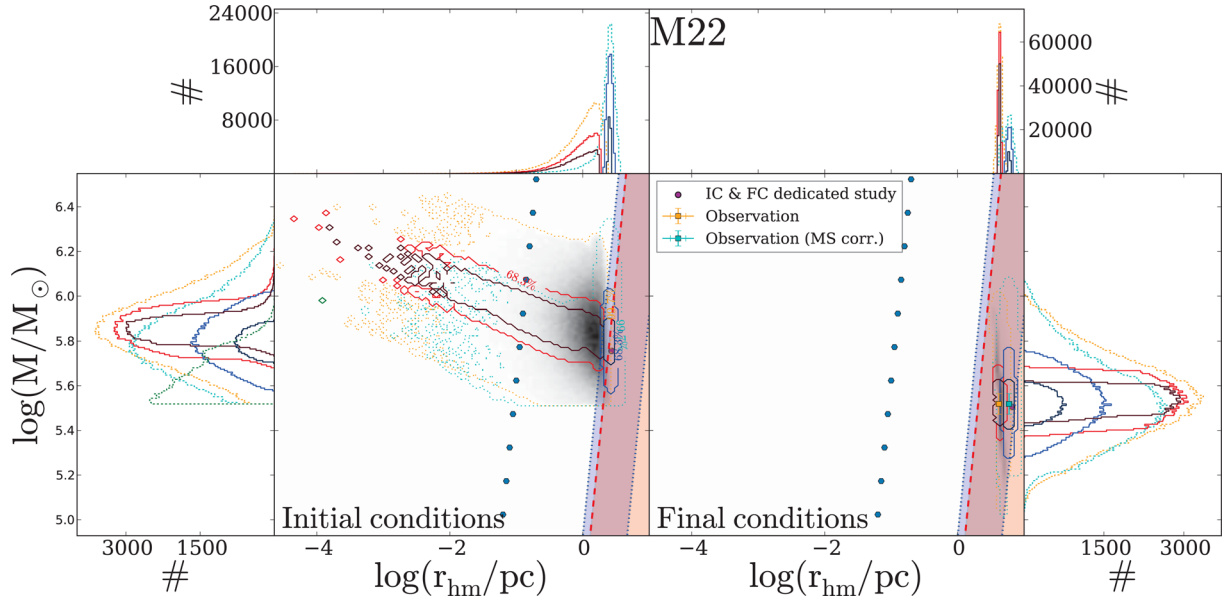 24000
16000
8000
#
M22
60000
40000
20000
#
6.4
6.2
6.0
5.8
5.6
5.4
5.2
5.0
log(M/M⊙)
68.3%
IC & FC dedicated study
Observation
Observation (MS corr.)
Initial conditions
Final conditions
3000 1500
−4 −2 0
−4 −2 0
1500 3000
#
log(r_hm/pc)
log(r_hm/pc)
#